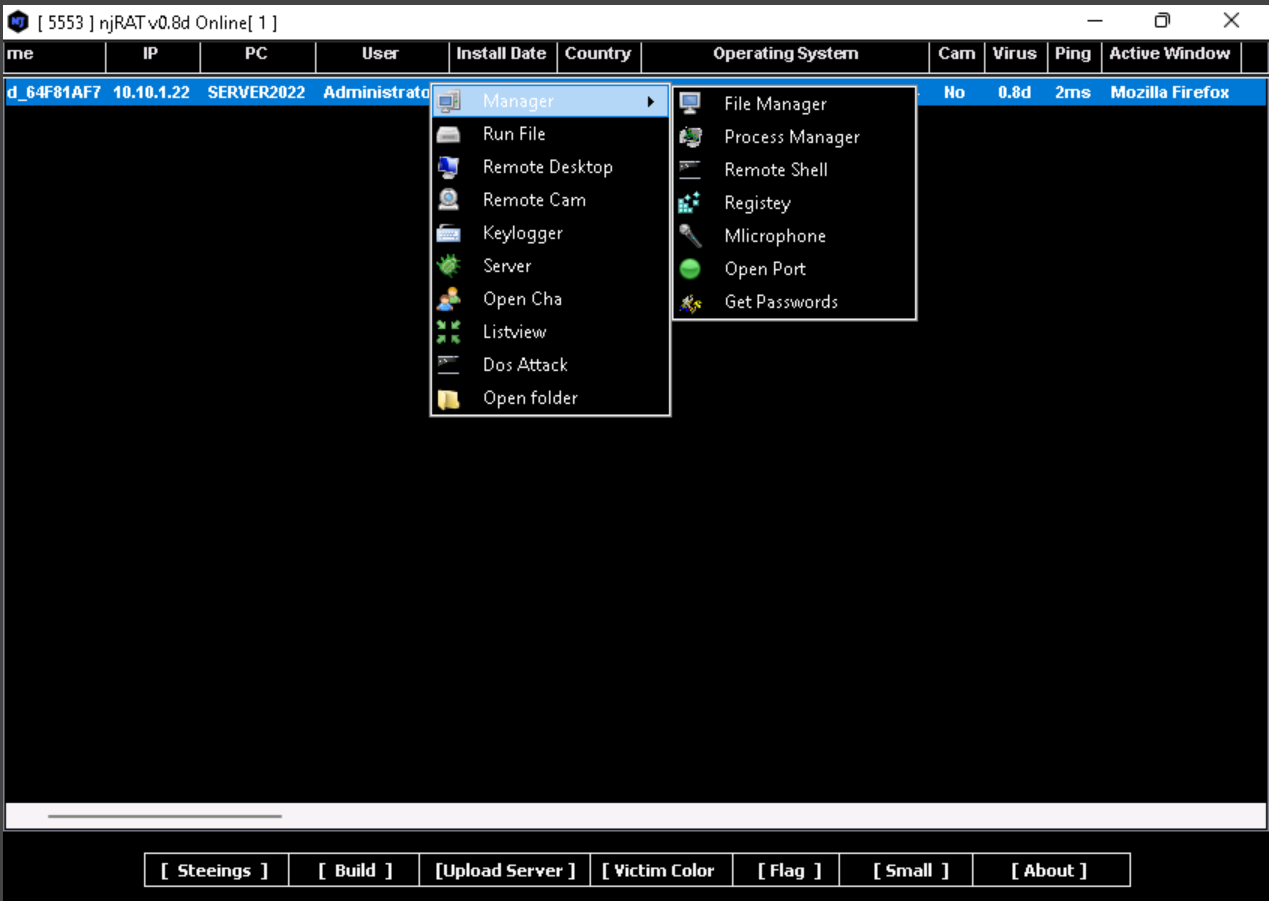 [ 5553 ] njRAT v0.8d Online[ 1 ]
me IP PC User Install Date Country Operating System Cam Virus Ping Active Window
d_64F81AF7 10.10.1.22 SERVER2022 Administrato No 0.8d 2ms Mozilla Firefox
Manager
Run File
Remote Desktop
Remote Cam
Keylogger
Server
Open Cha
Listview
Dos Attack
Open folder
File Manager
Process Manager
Remote Shell
Registey
Mlicrophone
Open Port
Get Passwords
[ Steeings ] [ Build ] [Upload Server ] [ Victim Color [ Flag ] [ Small ] [ About ]